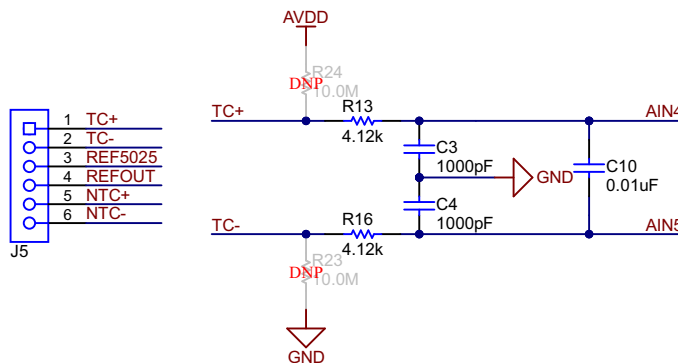 AVDD
R24
DNP
10.0M
TC+
R13
4.12k
AIN4
1 TC+
2 TC-
3 REF5025
4 REFOUT
5 NTC+
6 NTC-
J5
C3
1000pF
GND
C10
0.01uF
C4
1000pF
TC-
R16
4.12k
AIN5
R23
DNP
10.0M
GND